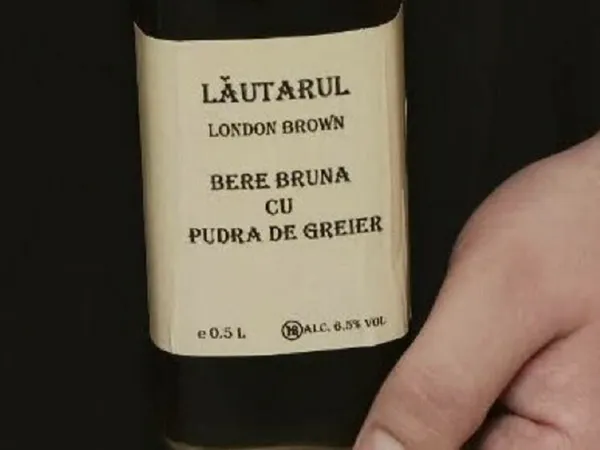 LĂUTARUL
LONDON BROWN
BERE BRUNA
CU
PUDRA DE GREIER
e 0.5 L 18 ALC. 6.5% VOL